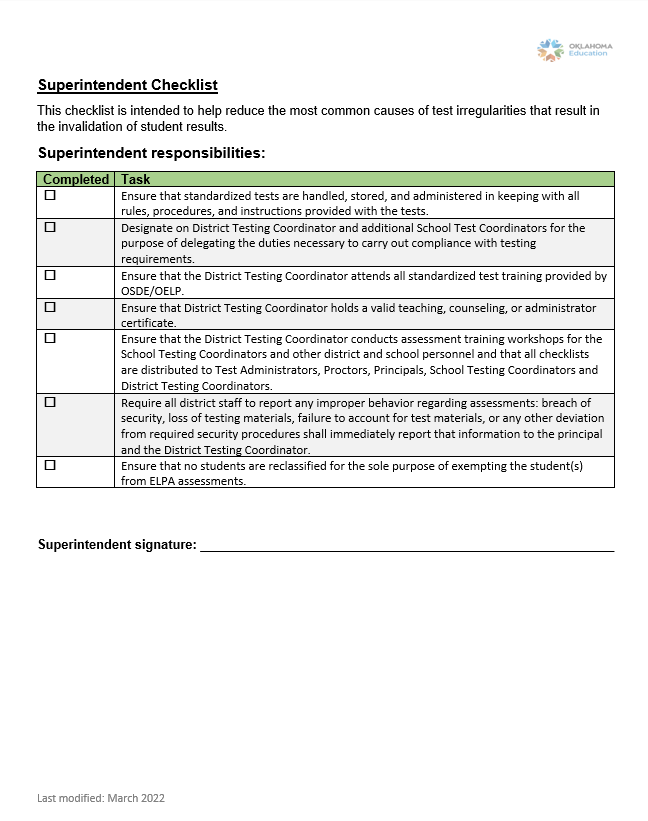 OKLAHOMA
Education
Superintendent Checklist
This checklist is intended to help reduce the most common causes of test irregularities that result in
the invalidation of student results.
Superintendent responsibilities:
Completed Task
☐ Ensure that standardized tests are handled, stored, and administered in keeping with all
rules, procedures, and instructions provided with the tests.
☐ Designate on District Testing Coordinator and additional School Test Coordinators for the
purpose of delegating the duties necessary to carry out compliance with testing
requirements.
☐ Ensure that the District Testing Coordinator attends all standardized test training provided by
OSDE/OELP.
☐ Ensure that District Testing Coordinator holds a valid teaching, counseling, or administrator
certificate.
☐ Ensure that the District Testing Coordinator conducts assessment training workshops for the
School Testing Coordinators and other district and school personnel and that all checklists
are distributed to Test Administrators, Proctors, Principals, School Testing Coordinators and
District Testing Coordinators.
☐ Require all district staff to report any improper behavior regarding assessments: breach of
security, loss of testing materials, failure to account for test materials, or any other deviation
from required security procedures shall immediately report that information to the principal
and the District Testing Coordinator.
☐ Ensure that no students are reclassified for the sole purpose of exempting the student(s)
from ELPA assessments.
Superintendent signature:
Last modified: March 2022